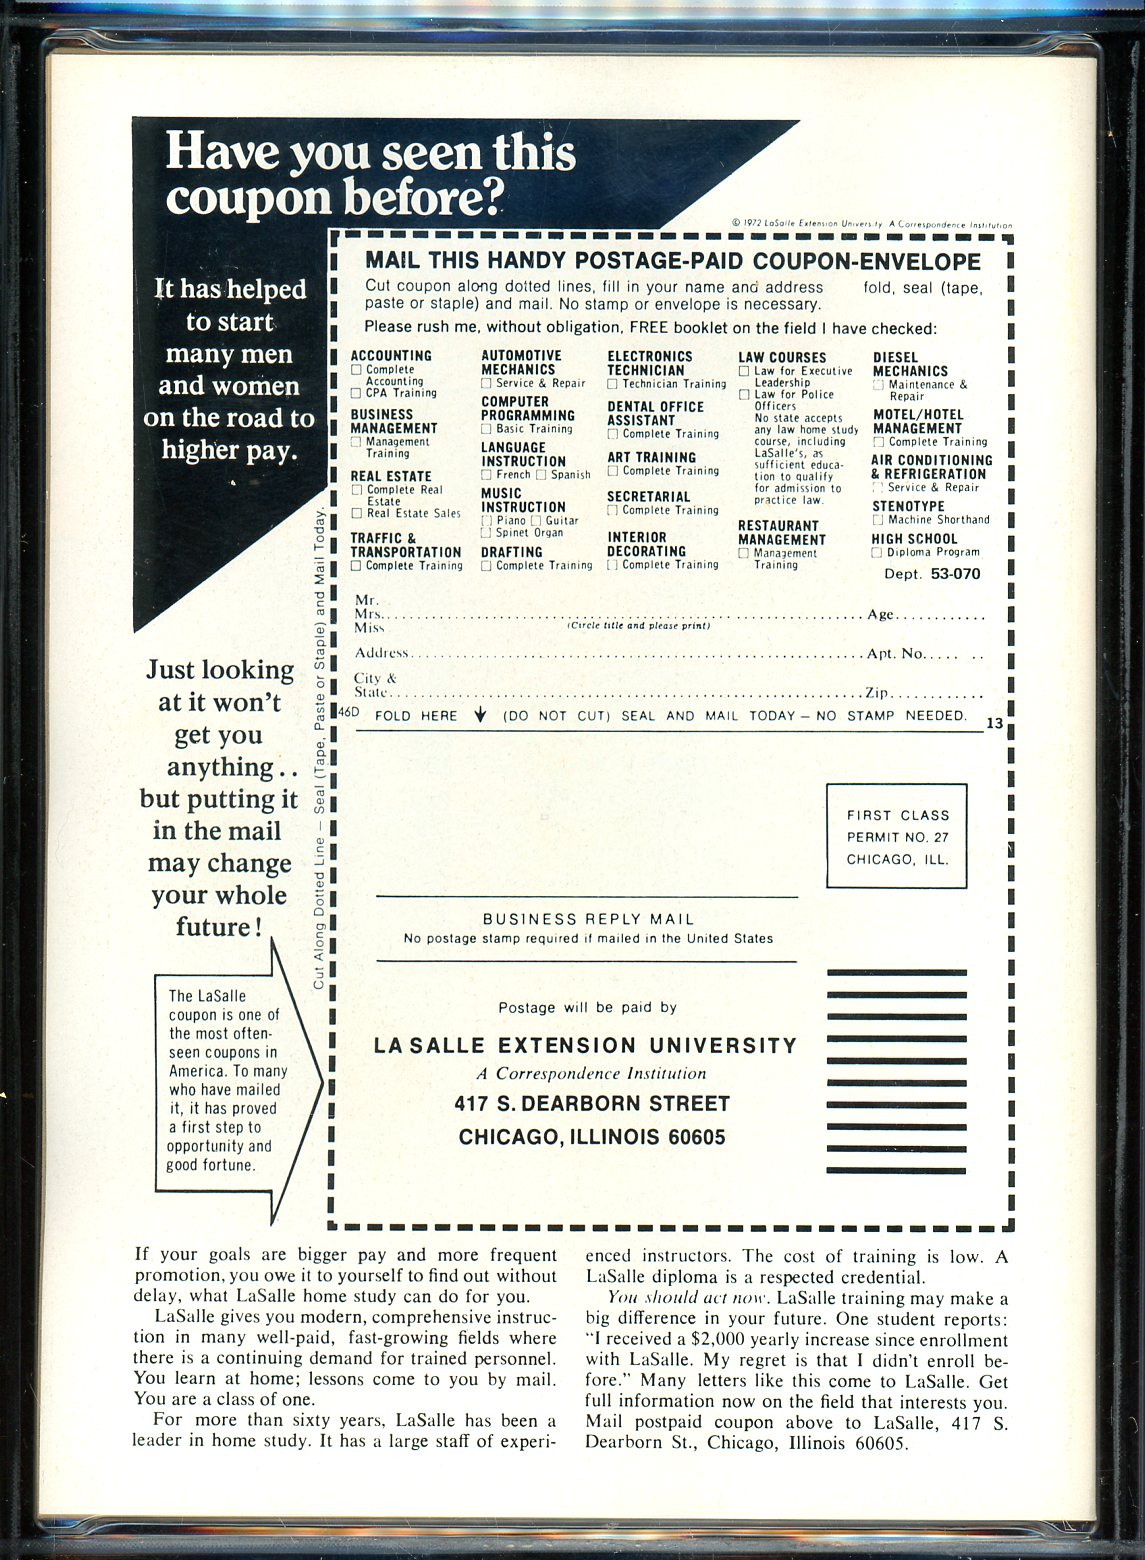 Have you seen this
coupon before?
It has helped
to start
many men
and women
on the road to
higher pay.
Just looking
at it won't
get you
anything . .
but putting it
in the mail
may change
your whole
future !
The LaSalle
coupon is one of
the most often-
seen coupons in
America. To many
who have mailed
it, it has proved
a first step to
opportunity and
good fortune.
© 1972 LaSalle Extension University A Correspondence Institution
Cut Along Dotted Line — Seal (Tape, Paste or Staple) and Mail Today.
MAIL THIS HANDY POSTAGE-PAID COUPON-ENVELOPE
Cut coupon along dotted lines, fill in your name and address fold, seal (tape,
paste or staple) and mail. No stamp or envelope is necessary.
Please rush me, without obligation, FREE booklet on the field I have checked:
ACCOUNTING
☐ Complete
Accounting
☐ CPA Training
BUSINESS
MANAGEMENT
☐ Management
Training
REAL ESTATE
☐ Complete Real
Estate
☐ Real Estate Sales
TRAFFIC &
TRANSPORTATION
☐ Complete Training
AUTOMOTIVE
MECHANICS
☐ Service & Repair
COMPUTER
PROGRAMMING
☐ Basic Training
LANGUAGE
INSTRUCTION
☐ French ☐ Spanish
MUSIC
INSTRUCTION
☐ Piano ☐ Guitar
☐ Spinet Organ
DRAFTING
☐ Complete Training
ELECTRONICS
TECHNICIAN
☐ Technician Training
DENTAL OFFICE
ASSISTANT
☐ Complete Training
ART TRAINING
☐ Complete Training
SECRETARIAL
☐ Complete Training
INTERIOR
DECORATING
☐ Complete Training
LAW COURSES
☐ Law for Executive
Leadership
☐ Law for Police
Officers
No state accepts
any law home study
course, including
LaSalle's, as
sufficient educa-
tion to qualify
for admission to
practice law.
RESTAURANT
MANAGEMENT
☐ Management
Training
DIESEL
MECHANICS
☐ Maintenance &
Repair
MOTEL/HOTEL
MANAGEMENT
☐ Complete Training
AIR CONDITIONING
& REFRIGERATION
☐ Service & Repair
STENOTYPE
☐ Machine Shorthand
HIGH SCHOOL
☐ Diploma Program
Dept. 53-070
Mr.
Mrs. Age
Miss (Circle title and please print)
Address Apt. No.
City &
State Zip
46D FOLD HERE ↓ (DO NOT CUT) SEAL AND MAIL TODAY – NO STAMP NEEDED. 13
FIRST CLASS
PERMIT NO. 27
CHICAGO, ILL.
BUSINESS REPLY MAIL
No postage stamp required if mailed in the United States
Postage will be paid by
LA SALLE EXTENSION UNIVERSITY
A Correspondence Institution
417 S. DEARBORN STREET
CHICAGO, ILLINOIS 60605
If your goals are bigger pay and more frequent
promotion, you owe it to yourself to find out without
delay, what LaSalle home study can do for you.
LaSalle gives you modern, comprehensive instruc-
tion in many well-paid, fast-growing fields where
there is a continuing demand for trained personnel.
You learn at home; lessons come to you by mail.
You are a class of one.
For more than sixty years, LaSalle has been a
leader in home study. It has a large staff of experi-
enced instructors. The cost of training is low. A
LaSalle diploma is a respected credential.
You should act now. LaSalle training may make a
big difference in your future. One student reports:
"I received a $2,000 yearly increase since enrollment
with LaSalle. My regret is that I didn't enroll be-
fore." Many letters like this come to LaSalle. Get
full information now on the field that interests you.
Mail postpaid coupon above to LaSalle, 417 S.
Dearborn St., Chicago, Illinois 60605.